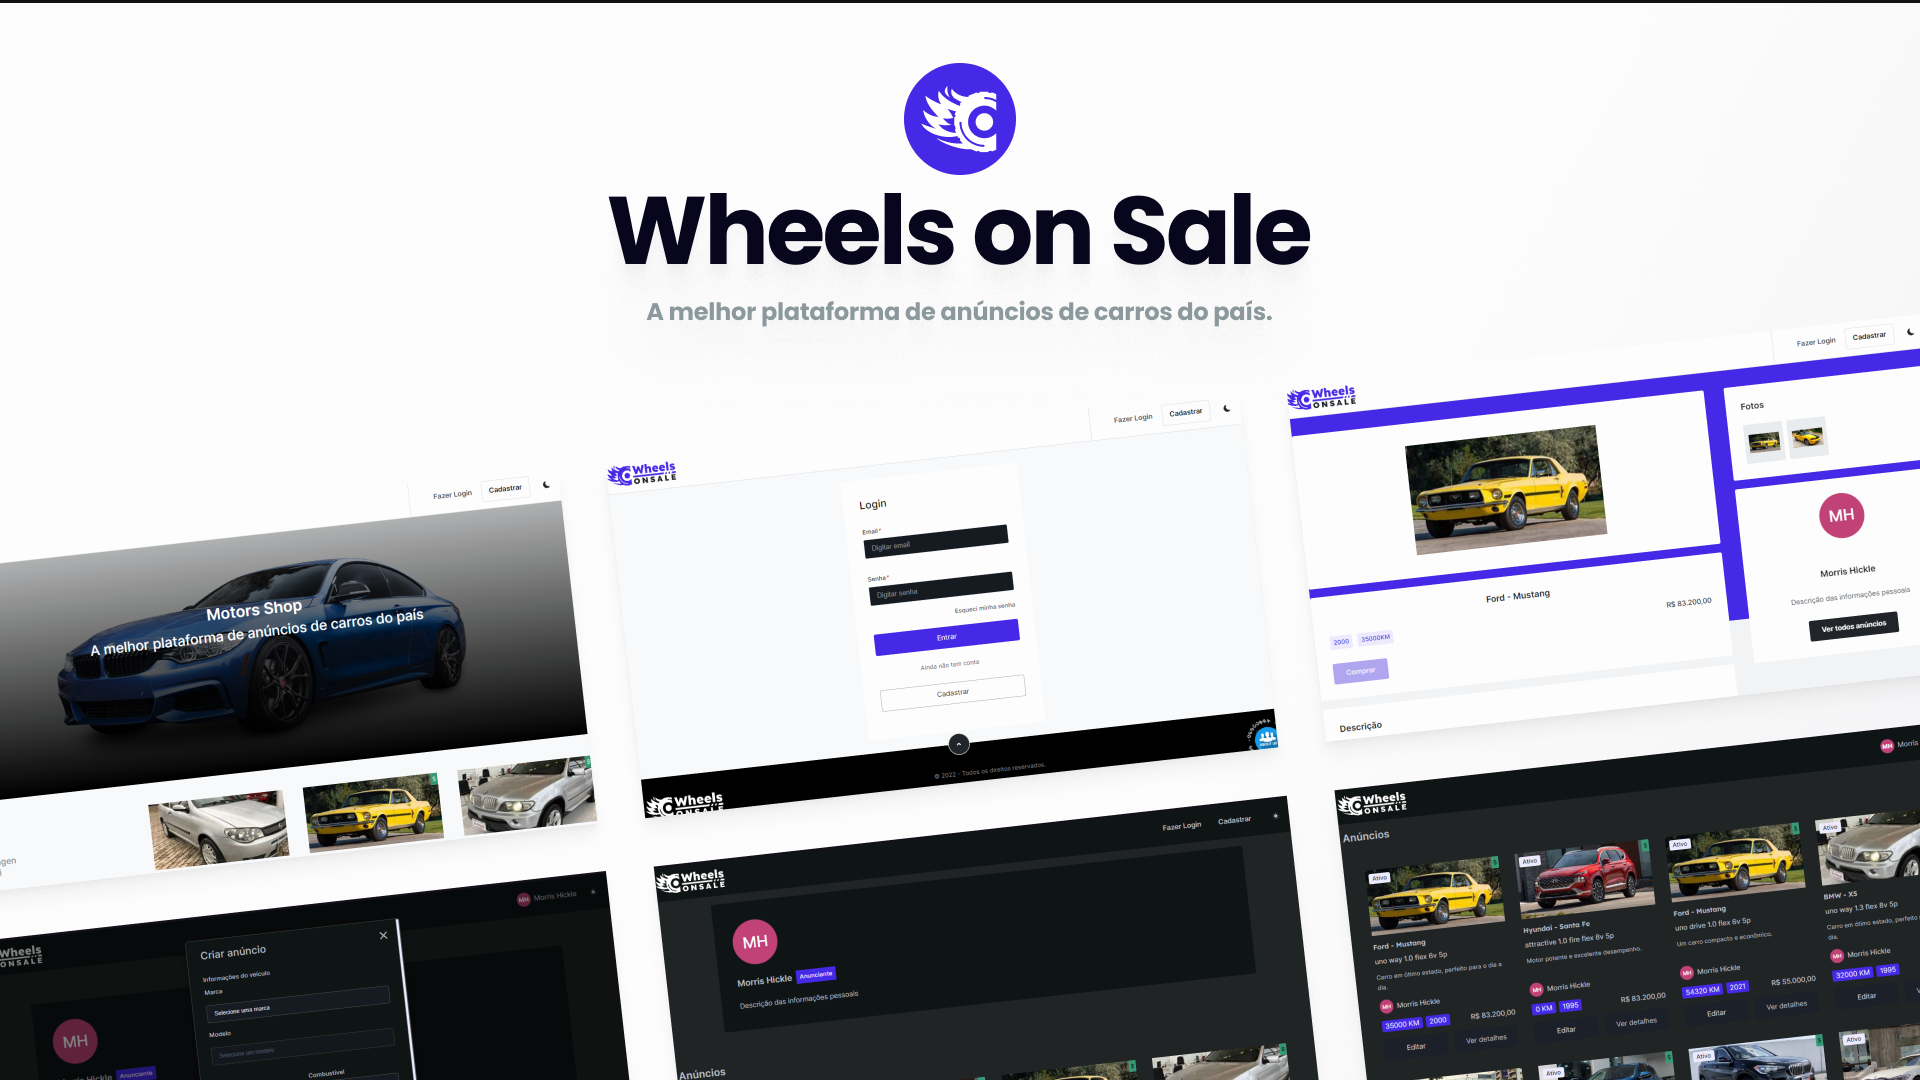 Wheels on Sale
A melhor plataforma de anúncios de carros do país.
Fazer Login
Cadastrar
Motors Shop
A melhor plataforma de anúncios de carros do país
Wheels
ONSALE
Fazer Login
Cadastrar
Login
Email*
Digitar email
Senha*
Digitar senha
Esqueci minha senha
Entrar
Ainda não tem conta
Cadastrar
© 2022 - Todos os direitos reservados.
Wheels
ONSALE
Wheels
ONSALE
Fazer Login
Cadastrar
Fotos
MH
Morris Hickle
Descrição das informações pessoais
Ver todos anúncios
Ford - Mustang
R$ 83.200,00
2000
35000KM
Comprar
Descrição
Wheels
ONSALE
MH
Morris Hickle
Criar anúncio
Informações do veículo
Marca
Selecione uma marca
Modelo
Selecione um modelo
Combustível
MH
Hickle
Anunciante
Wheels
ONSALE
Fazer Login
Cadastrar
MH
Morris Hickle
Anunciante
Descrição das informações pessoais
Anúncios
Wheels
ONSALE
MH
Morris
Anúncios
Ativo
Ford - Mustang
uno way 1.0 flex 6v 5p
Carro em ótimo estado, perfeito para o dia a
dia.
MH
Morris Hickle
35000 KM
2000
R$ 83.200,00
Editar
Ver detalhes
Ativo
Hyundai - Santa Fe
attractive 1.0 fire flex 8v 5p
Motor potente e excelente desempenho.
MH
Morris Hickle
0 KM
1995
R$ 83.200,00
Editar
Ver detalhes
Ativo
Ford - Mustang
uno drive 1.0 flex 6v 5p
Um carro compacto e econômico.
MH
Morris Hickle
54320 KM
2021
R$ 55.000,00
Editar
Ver detalhes
Ativo
BMW - X5
uno way 1.3 flex 8v 5p
Carro em ótimo estado, perfeito
dia.
MH
Morris Hickle
32000 KM
1995
Editar
Ativo
Ativo
Ativo